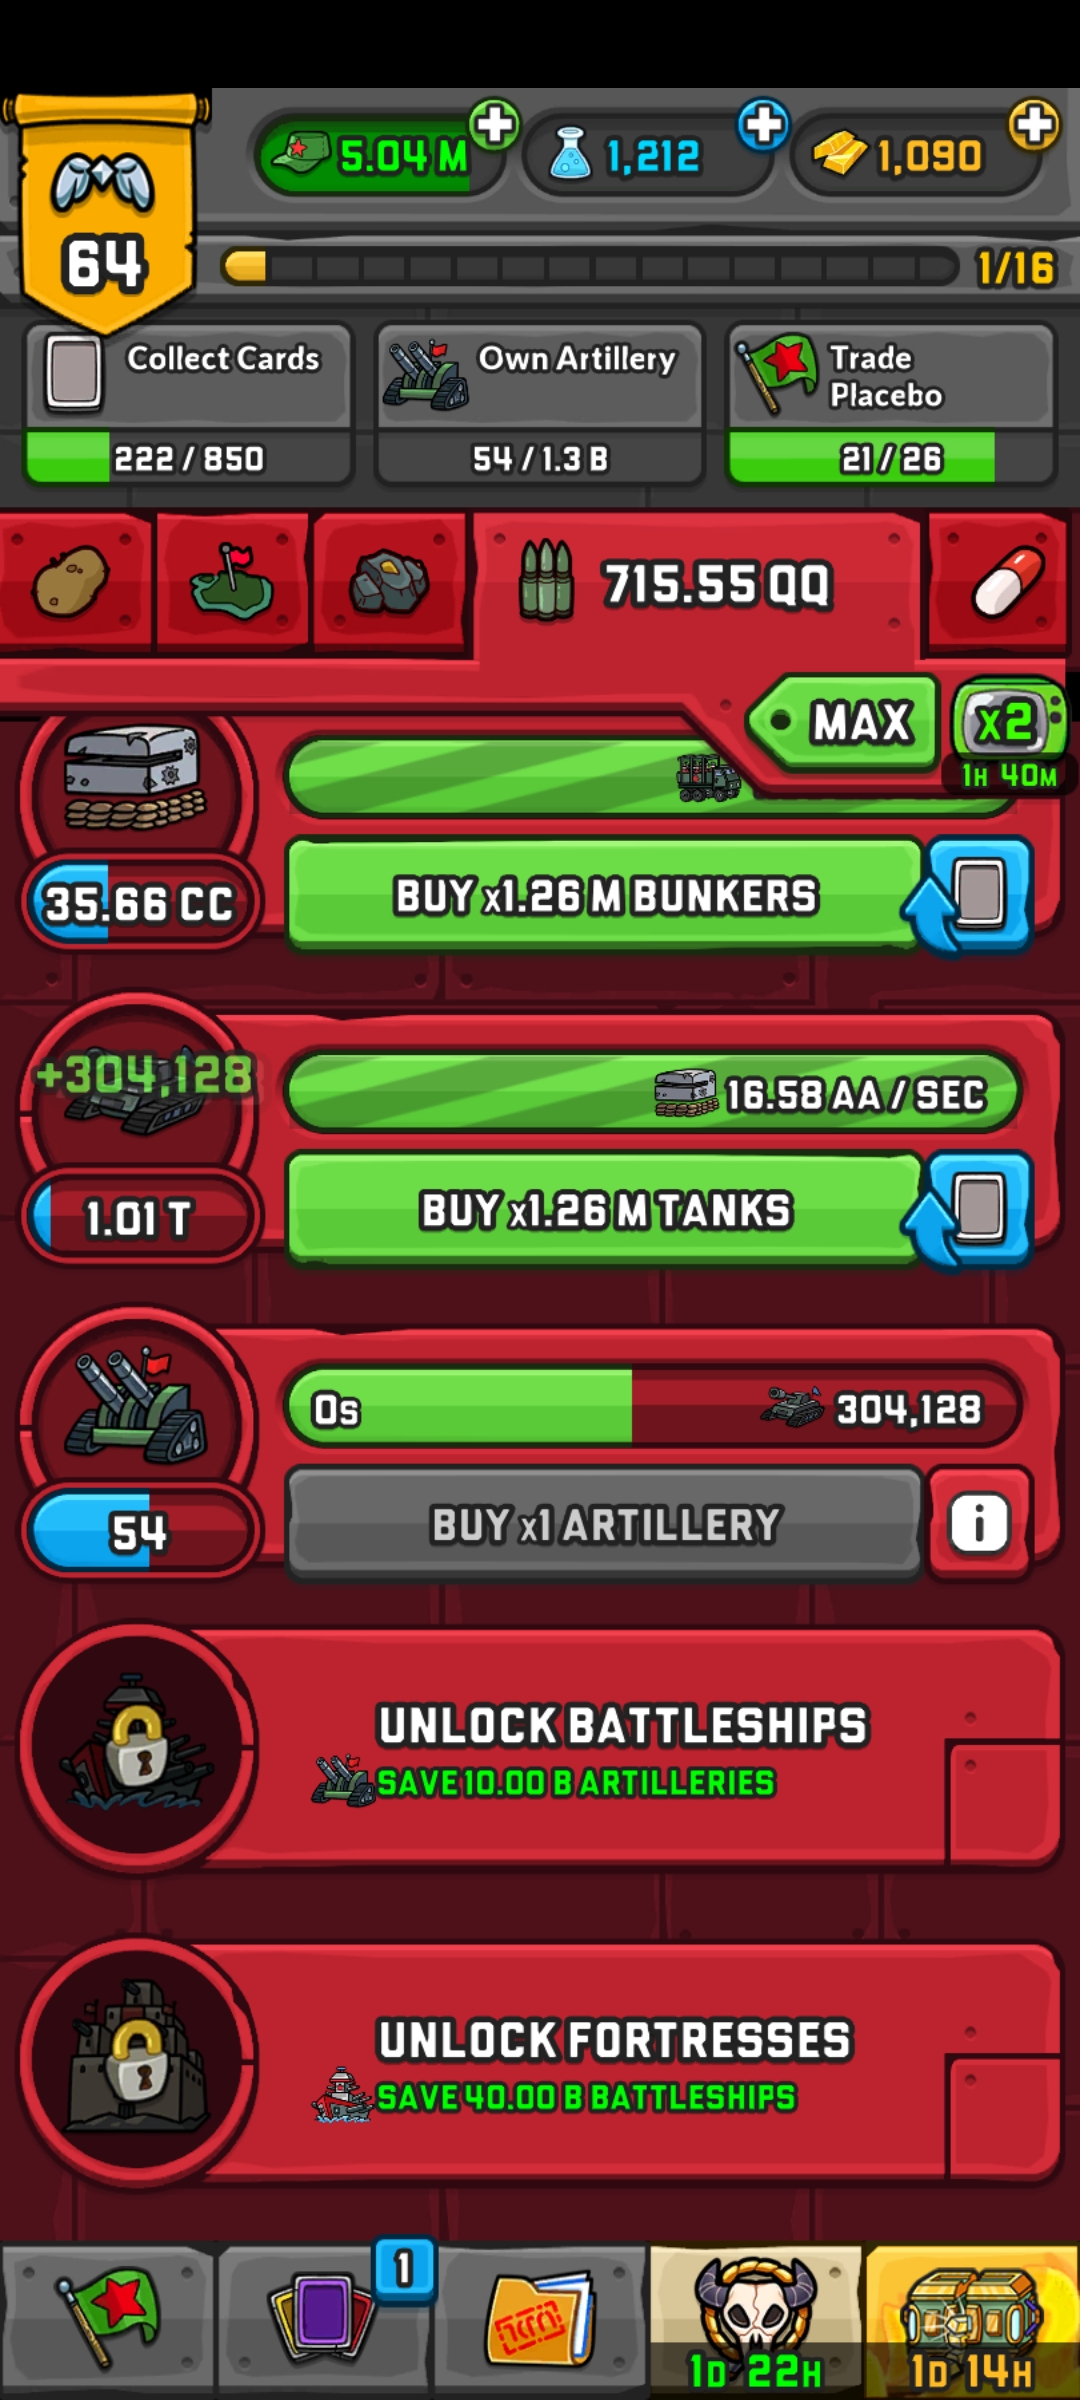 5.04 M
1,212
1,090
64
1/16
Collect Cards
222 / 850
Own Artillery
54 / 1.3 B
Trade
Placebo
21 / 26
715.55 QQ
MAX
x2
1H 40M
35.66 CC
BUY x1.26 M BUNKERS
+304,128
16.58 AA / SEC
1.01 T
BUY x1.26 M TANKS
0s
304,128
54
BUY x1 ARTILLERY
i
UNLOCK BATTLESHIPS
SAVE 10.00 B ARTILLERIES
UNLOCK FORTRESSES
SAVE 40.00 B BATTLESHIPS
1
1D 22H
1D 14H